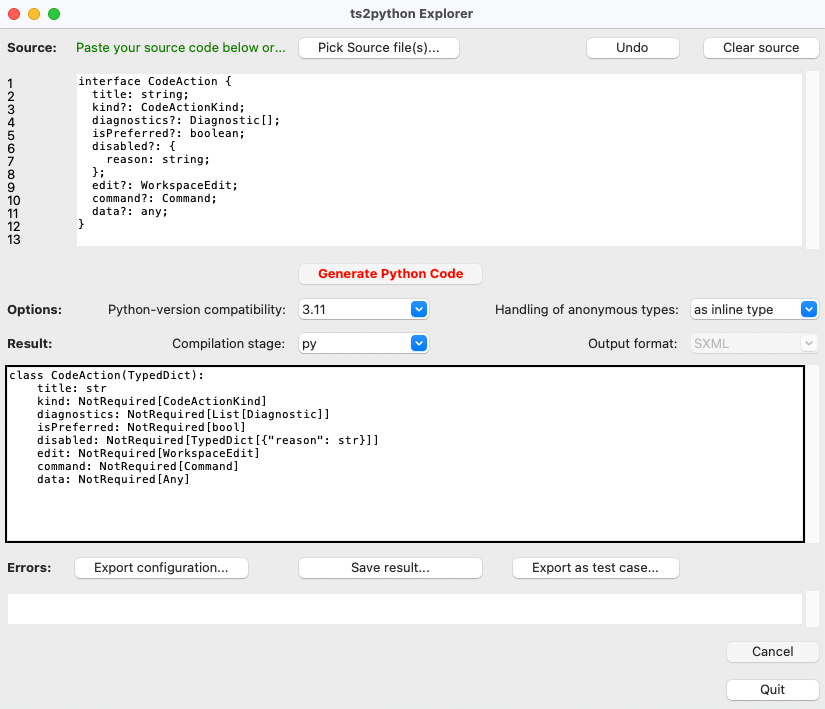 ts2python Explorer
Source: Paste your source code below or... Pick Source file(s)... Undo Clear source
1 interface CodeAction {
2   title: string;
3   kind?: CodeActionKind;
4   diagnostics?: Diagnostic[];
5   isPreferred?: boolean;
6   disabled?: {
7     reason: string;
8   };
9   edit?: WorkspaceEdit;
10   command?: Command;
11   data?: any;
12 }
13
Generate Python Code
Options: Python-version compatibility: 3.11 Handling of anonymous types: as inline type
Result: Compilation stage: py Output format: SXML
class CodeAction(TypedDict):
    title: str
    kind: NotRequired[CodeActionKind]
    diagnostics: NotRequired[List[Diagnostic]]
    isPreferred: NotRequired[bool]
    disabled: NotRequired[TypedDict[{"reason": str}]]
    edit: NotRequired[WorkspaceEdit]
    command: NotRequired[Command]
    data: NotRequired[Any]
Errors: Export configuration... Save result... Export as test case...
Cancel
Quit